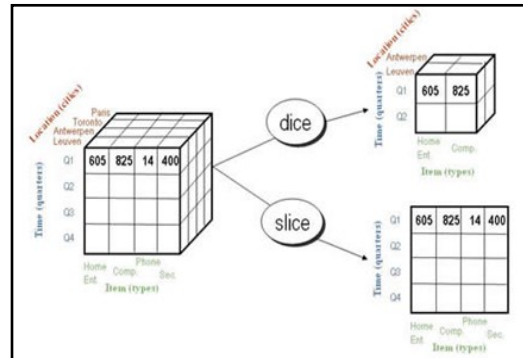 Location (cities)
Paris
Toronto
Antwerpen
Leuven
Time (quarters)
Q1 605 825 14 400
Q2
Q3
Q4
Home Ent.
Comp.
Phone
Sec.
Item (types)
dice
slice
Location (cities)
Antwerpen
Leuven
Time (quarters)
Q1 605 825
Q2
Home Ent.
Comp.
Item (types)
Time (quarters)
Q1 605 825 14 400
Q2
Q3
Q4
Home Ent.
Comp.
Phone
Sec.
Item (types)